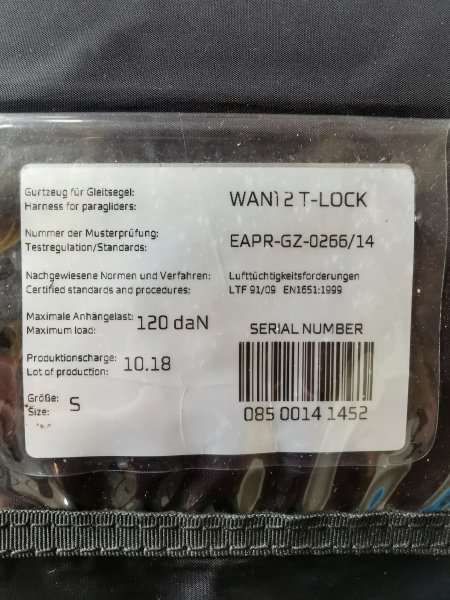 Gurtzeug für Gleitsegel:
Harness for paragliders:
WANI 2 T-LOCK
Nummer der Musterprüfung:
Testregulation/Standards:
EAPR-GZ-0266/14
Nachgewiesene Normen und Verfahren:
Certified standards and procedures:
Lufttüchtigkeitsforderungen
LTF 91/09 EN1651:1999
Maximale Anhängelast:
Maximum load:
120 daN
Produktionscharge:
Lot of production:
10.18
Größe:
Size:
S
SERIAL NUMBER
085 0014 1452